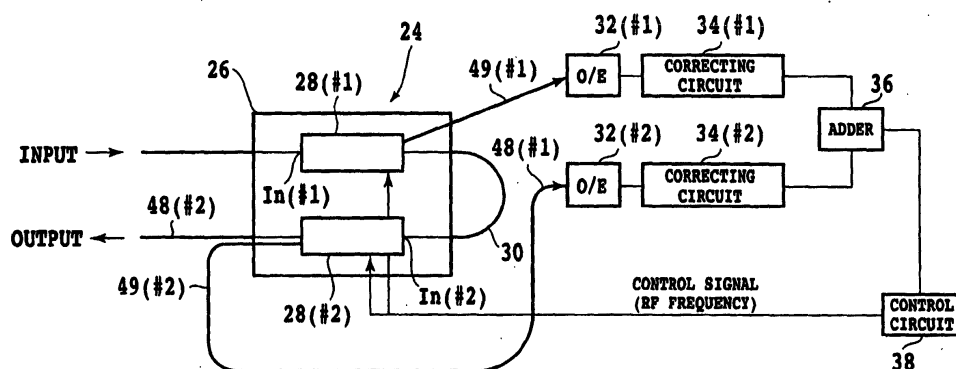 24
26
28(#1)
49(#1)
32(#1)
34(#1)
O/E
CORRECTING
CIRCUIT
36
ADDER
INPUT
In(#1)
48(#1)
32(#2)
34(#2)
O/E
CORRECTING
CIRCUIT
48(#2)
OUTPUT
30
49(#2)
28(#2)
In(#2)
CONTROL SIGNAL
(RF FREQUENCY)
CONTROL
CIRCUIT
38